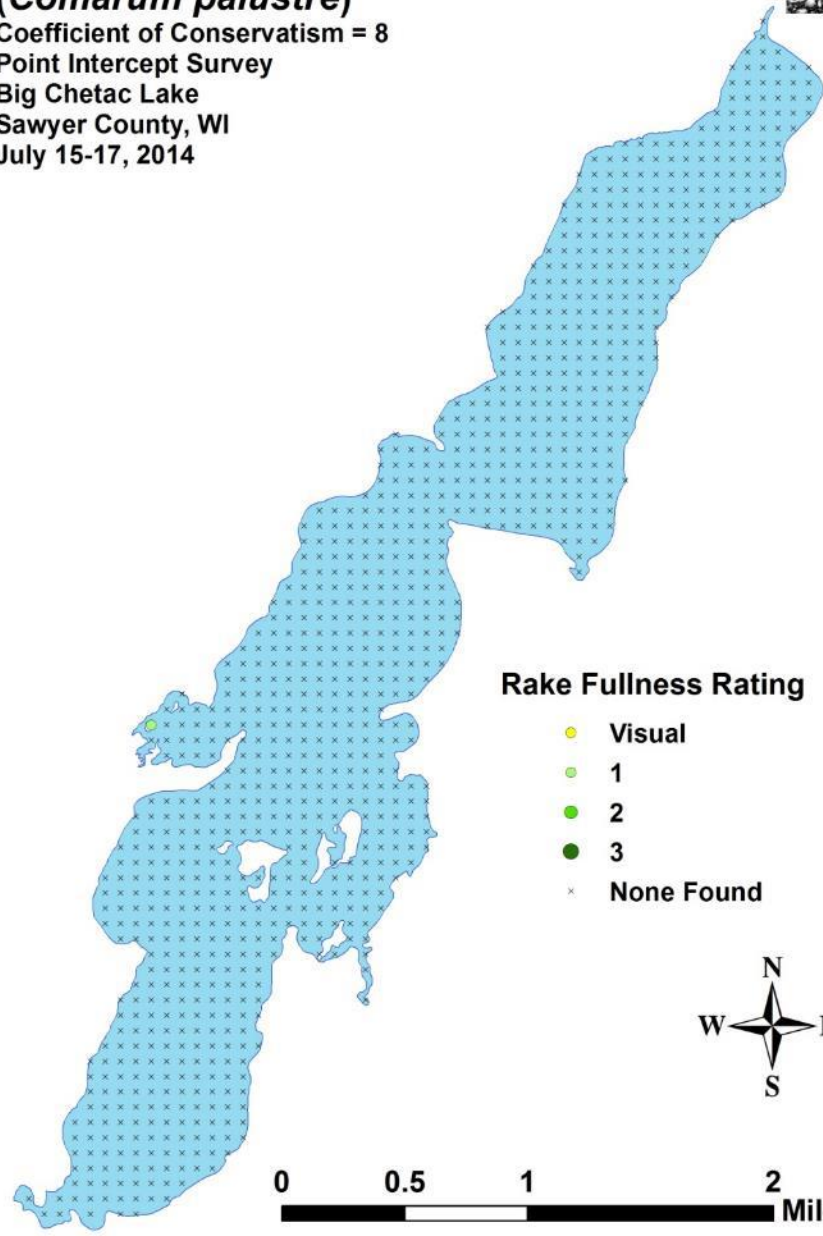 (Comarum palustre)
Coefficient of Conservatism = 8
Point Intercept Survey
Big Chetac Lake
Sawyer County, WI
July 15-17, 2014
Rake Fullness Rating
Visual
1
2
3
None Found
N
W
S
0 0.5 1 2
Mil